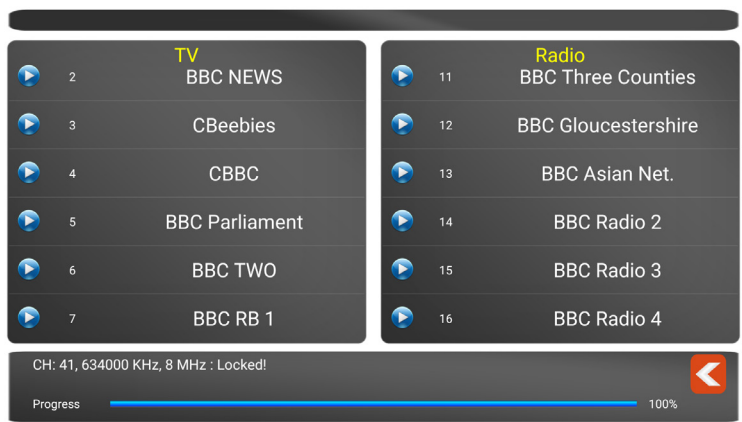 TV
2 BBC NEWS
3 CBeebies
4 CBBC
5 BBC Parliament
6 BBC TWO
7 BBC RB 1
Radio
11 BBC Three Counties
12 BBC Gloucestershire
13 BBC Asian Net.
14 BBC Radio 2
15 BBC Radio 3
16 BBC Radio 4
CH: 41, 634000 KHz, 8 MHz : Locked!
Progress 100%